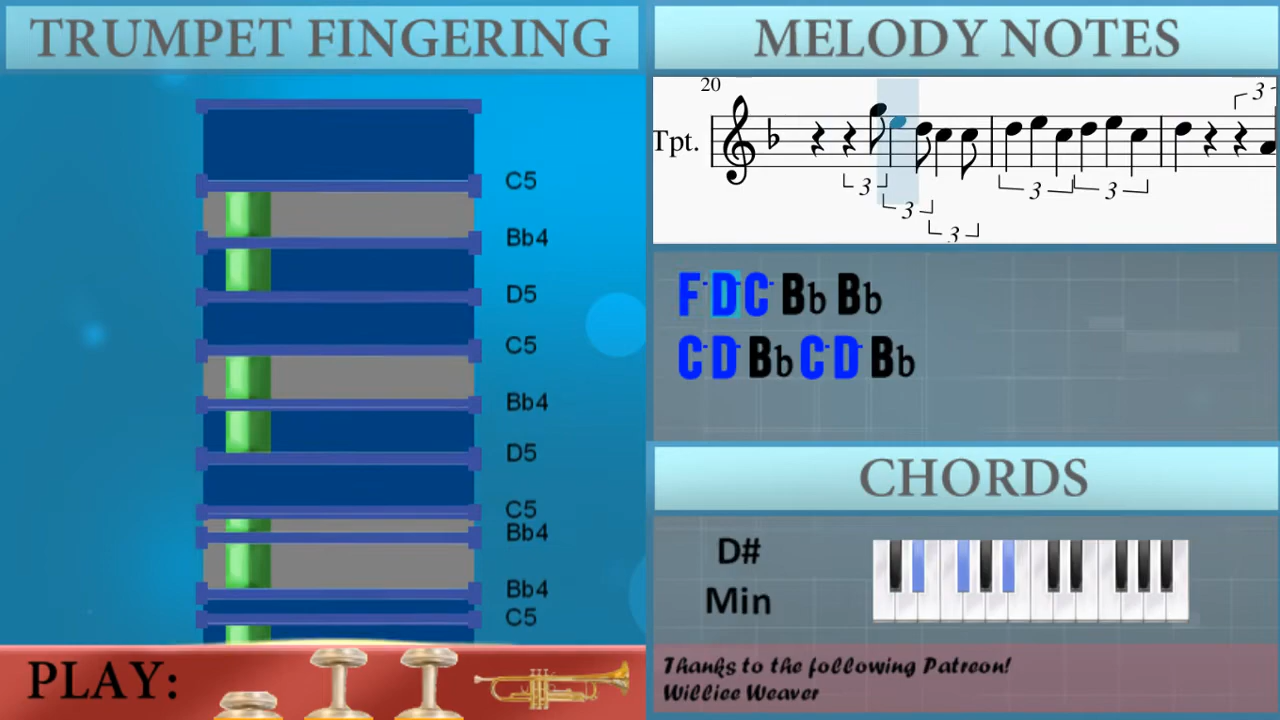 TRUMPET FINGERING
C5
Bb4
D5
C5
Bb4
D5
C5
Bb4
Bb4
C5
PLAY:
MELODY NOTES
20
3
Tpt.
3
3
3
3
3
F D C Bb Bb
C D Bb C D Bb
CHORDS
D#
Min
Thanks to the following Patreon!
Williee Weaver